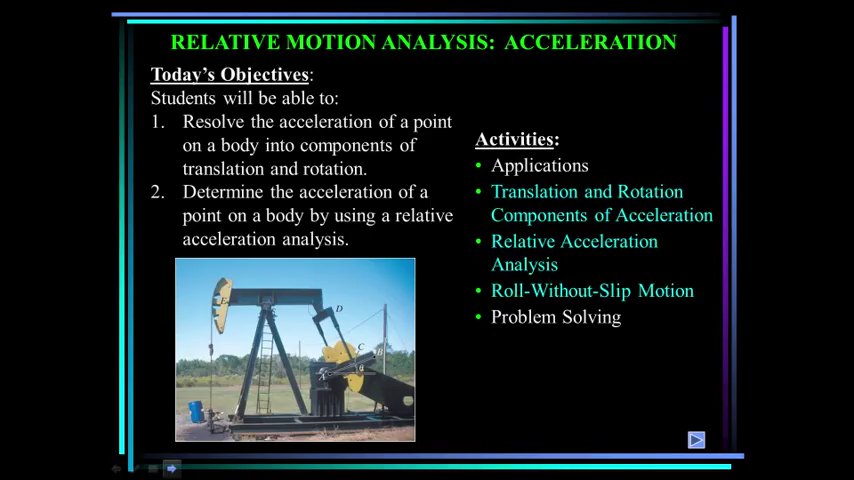 RELATIVE MOTION ANALYSIS: ACCELERATION
Today's Objectives:
Students will be able to:
1. Resolve the acceleration of a point
on a body into components of
translation and rotation.
2. Determine the acceleration of a
point on a body by using a relative
acceleration analysis.
Activities:
• Applications
• Translation and Rotation
Components of Acceleration
• Relative Acceleration
Analysis
• Roll-Without-Slip Motion
• Problem Solving
E
D
C
B
A